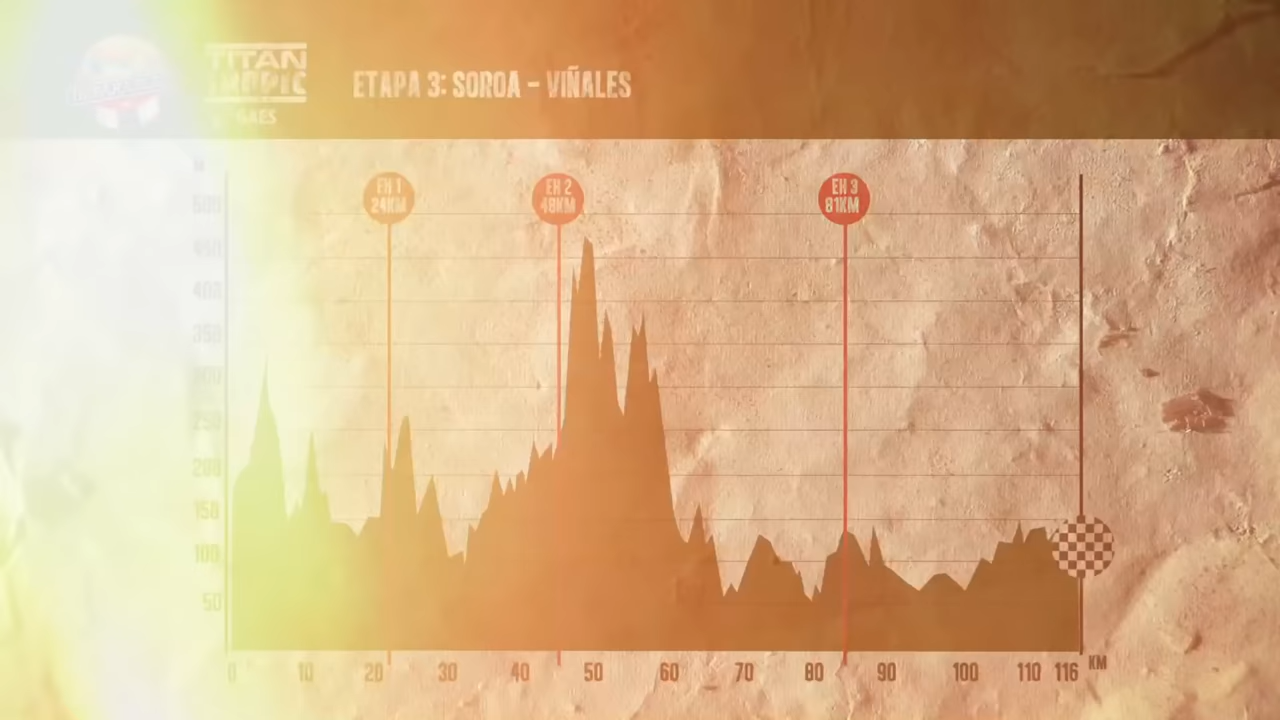 TITAN
TROPIC
GAES
ETAPA 3: SOROA - VIÑALES
M
EH 1
24KM
EH 2
48KM
EH 3
81KM
500
450
400
350
300
250
200
150
100
50
0 10 20 30 40 50 60 70 80 90 100 110 116 KM